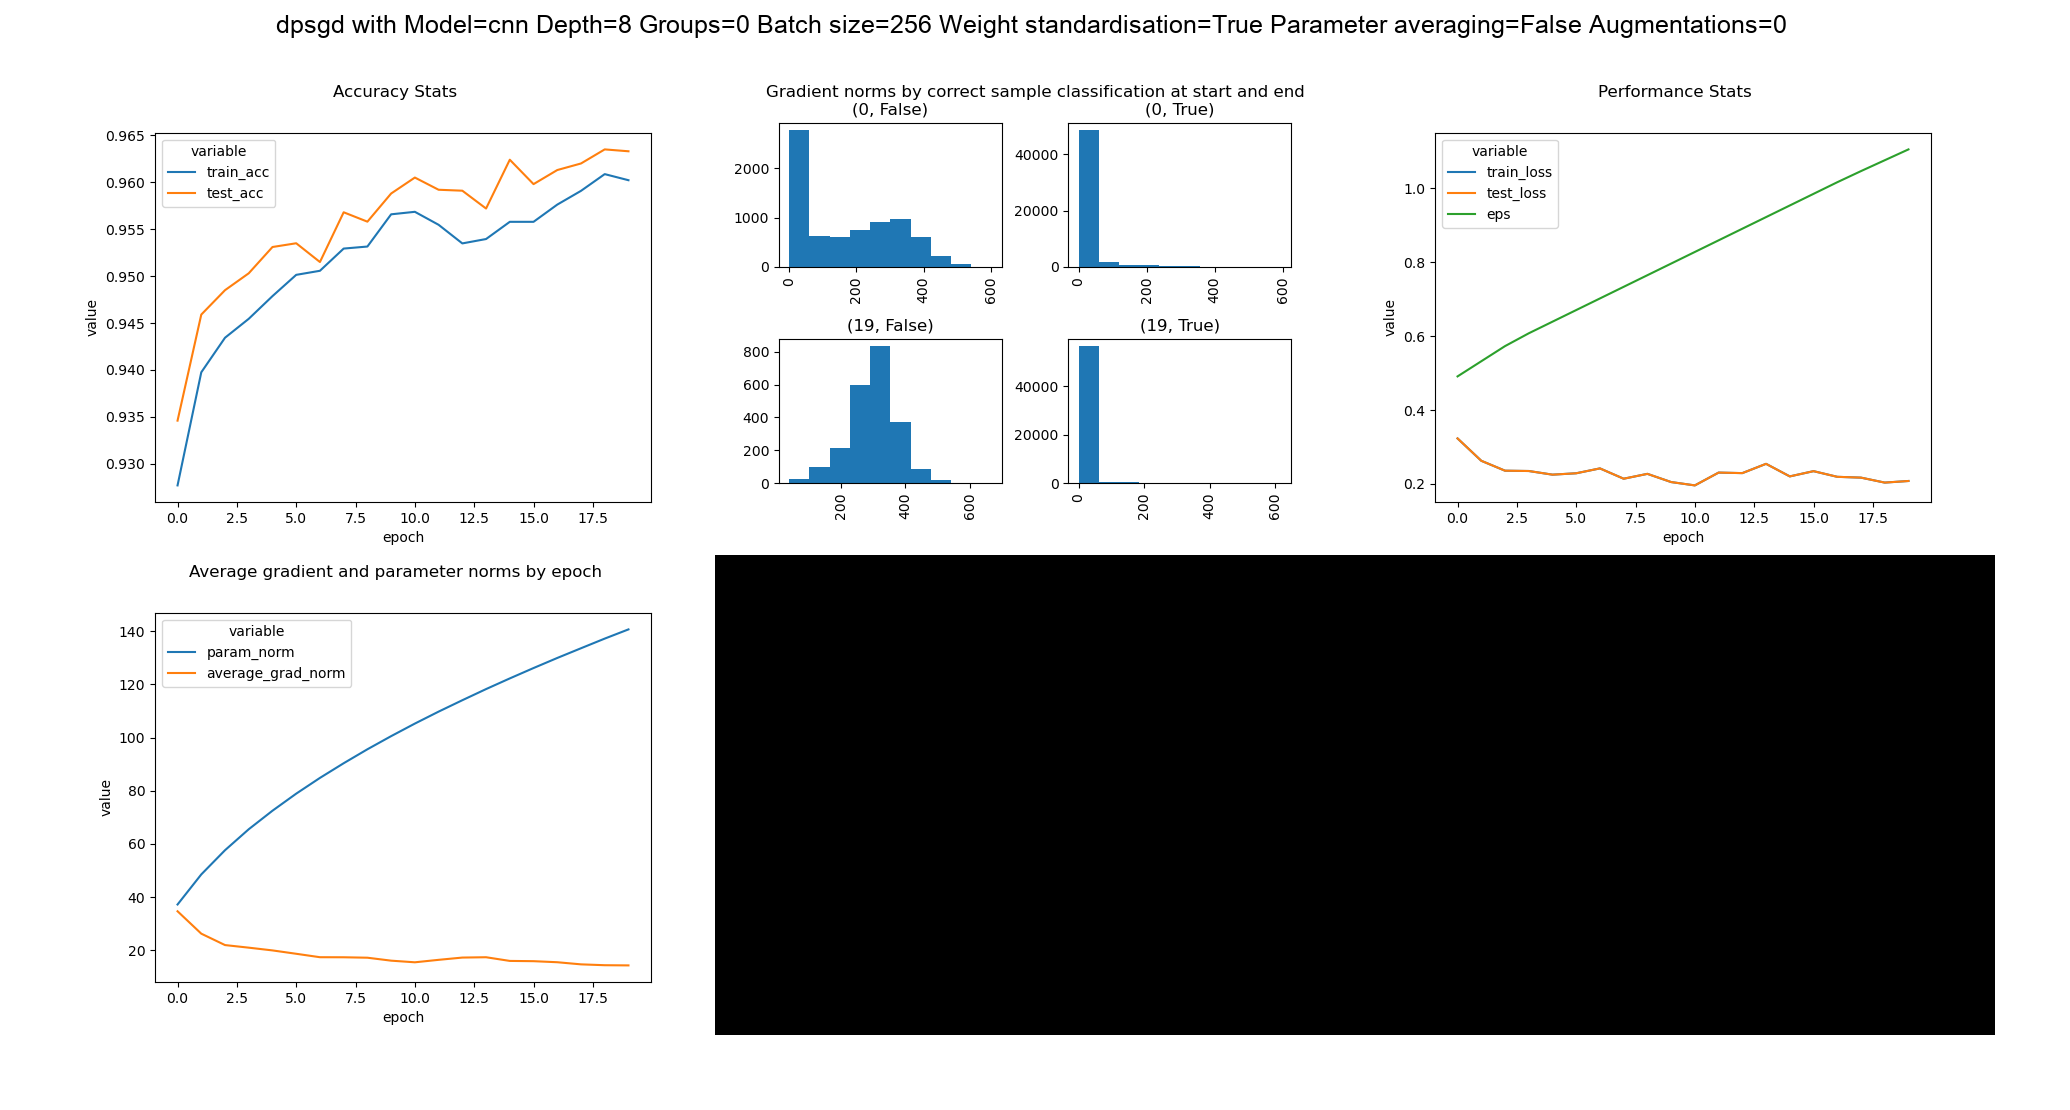 dpsgd with Model=cnn Depth=8 Groups=0 Batch size=256 Weight standardisation=True Parameter averaging=False Augmentations=0
Accuracy Stats
0.965
0.960
0.955
0.950
0.945
0.940
0.935
0.930
value
variable
train_acc
test_acc
0.0 2.5 5.0 7.5 10.0 12.5 15.0 17.5
epoch
Gradient norms by correct sample classification at start and end
(0, False)
2000
1000
0
0 200 400 600
(0, True)
40000
20000
0
0 200 400 600
(19, False)
800
600
400
200
0
200 400 600
(19, True)
40000
20000
0
0 200 400 600
Performance Stats
1.0
0.8
0.6
0.4
0.2
value
variable
train_loss
test_loss
eps
0.0 2.5 5.0 7.5 10.0 12.5 15.0 17.5
epoch
Average gradient and parameter norms by epoch
140
120
100
80
60
40
20
value
variable
param_norm
average_grad_norm
0.0 2.5 5.0 7.5 10.0 12.5 15.0 17.5
epoch